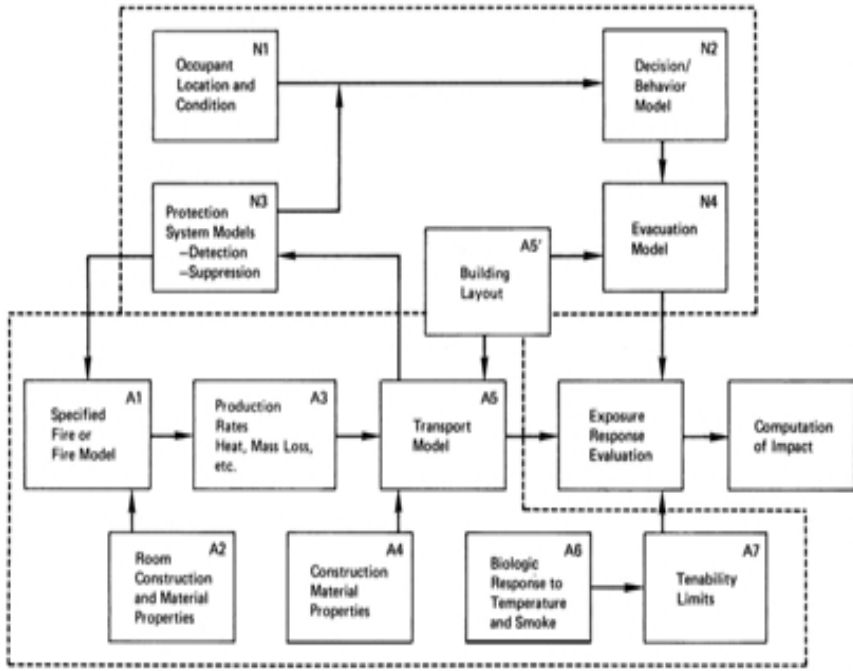 N1
Occupant
Location and
Condition
N2
Decision/
Behavior
Model
N3
Protection
System Models
–Detection
–Suppression
A5'
Building
Layout
N4
Evacuation
Model
A1
Specified
Fire or
Fire Model
A3
Production
Rates
Heat, Mass Loss,
etc.
A5
Transport
Model
Exposure
Response
Evaluation
Computation
of Impact
A2
Room
Construction
and Material
Properties
A4
Construction
Material
Properties
A6
Biologic
Response to
Temperature
and Smoke
A7
Tenability
Limits